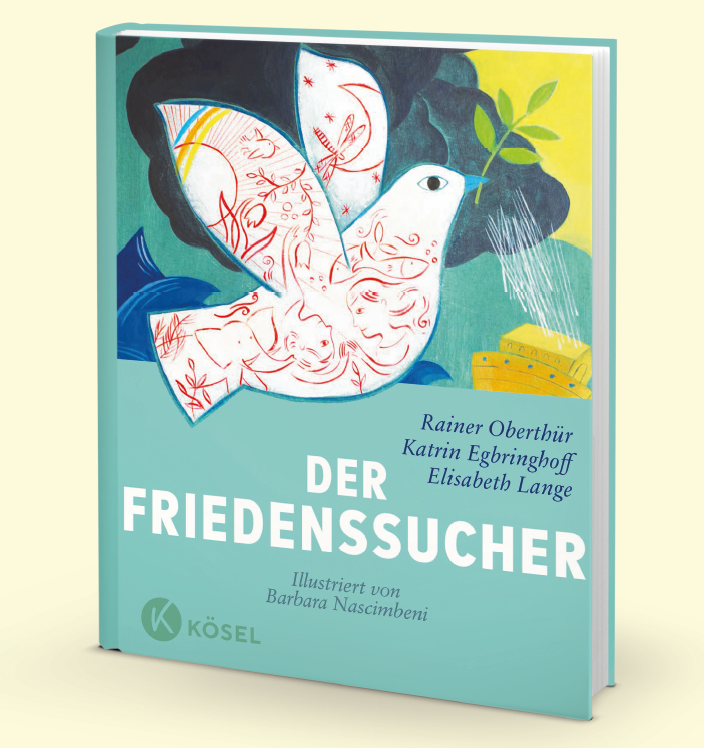 Rainer Oberthür
Katrin Egbringhoff
Elisabeth Lange
DER
FRIEDENSSUCHER
Illustriert von
Barbara Nascimbeni
K KÖSEL